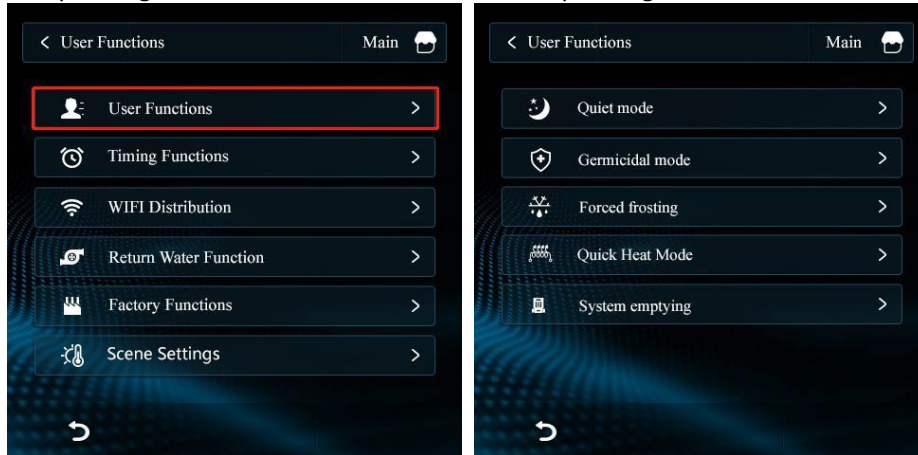 < User Functions Main
User Functions >
Timing Functions >
WIFI Distribution >
Return Water Function >
Factory Functions >
Scene Settings >
< User Functions Main
Quiet mode >
Germicidal mode >
Forced frosting >
Quick Heat Mode >
System emptying >